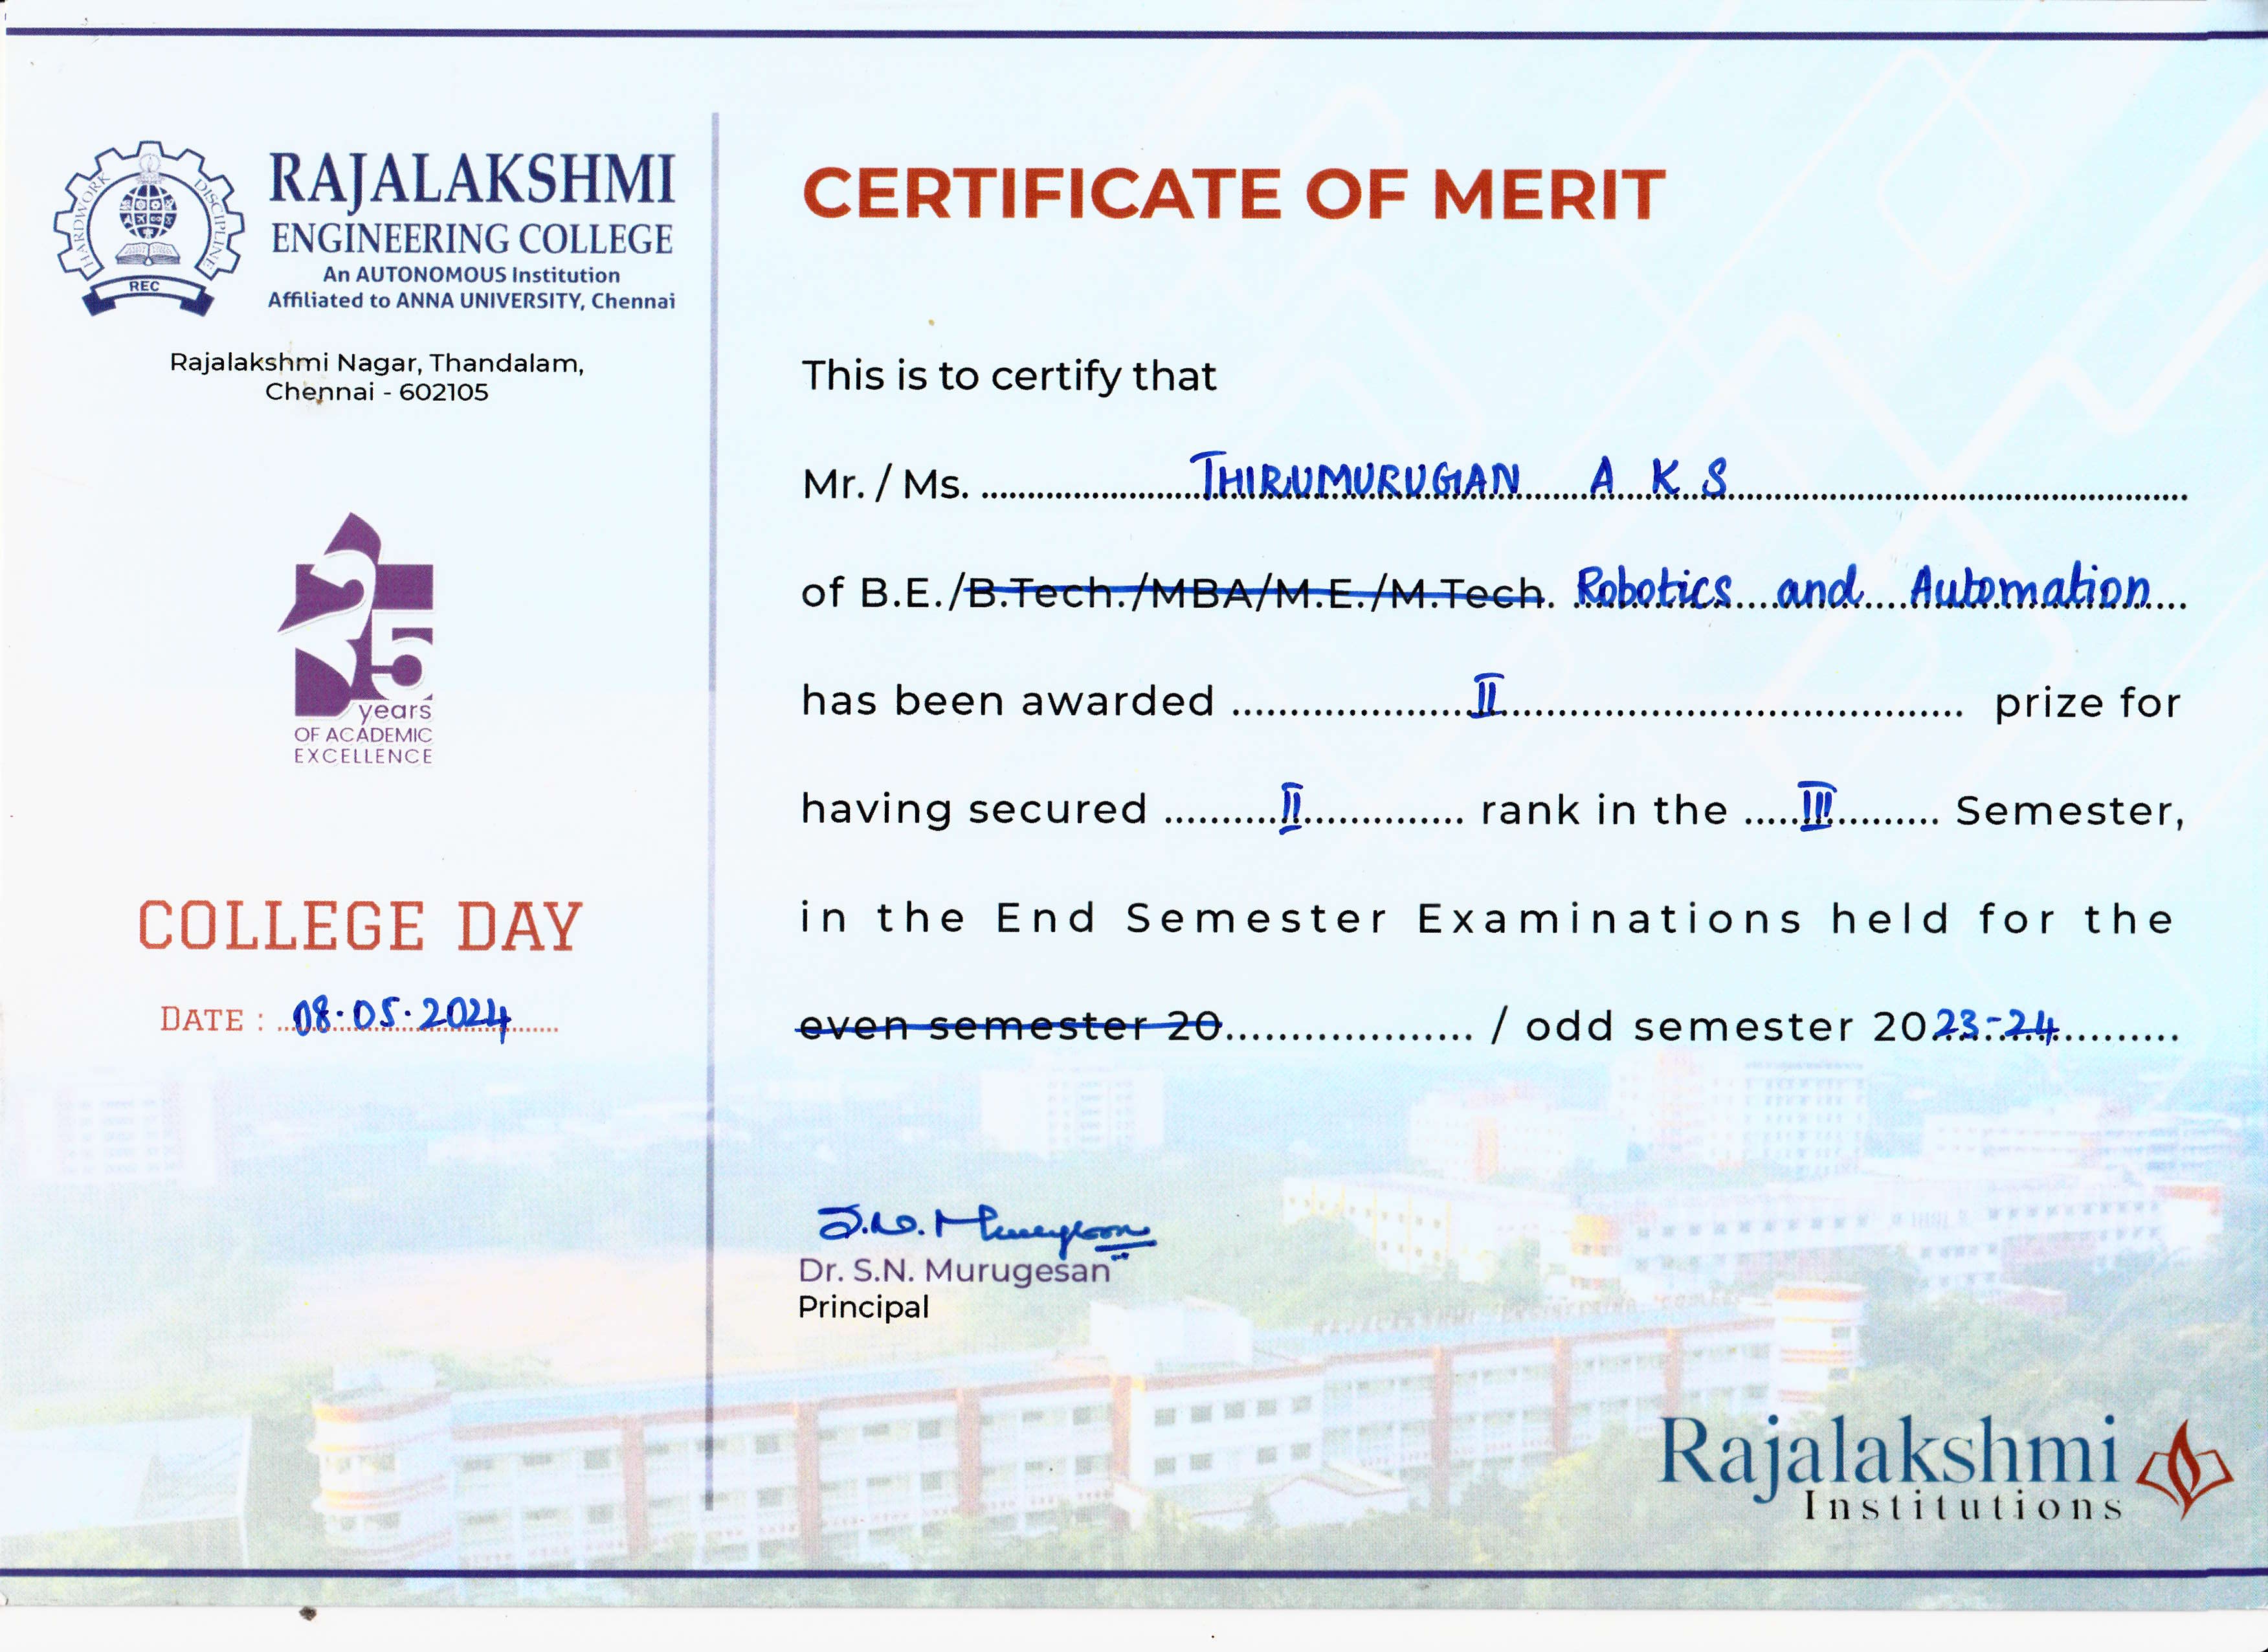 HARDWORK
DISCIPLINE
REC
RAJALAKSHMI
ENGINEERING COLLEGE
An AUTONOMOUS Institution
Affiliated to ANNA UNIVERSITY, Chennai
Rajalakshmi Nagar, Thandalam,
Chennai - 602105
25
years
OF ACADEMIC
EXCELLENCE
COLLEGE DAY
DATE : 08.05.2024
CERTIFICATE OF MERIT
This is to certify that
Mr. / Ms. THIRUMURUGAN A K S
of B.E./B.Tech./MBA/M.E./M.Tech. Robotics and Automation
has been awarded II prize for
having secured II rank in the III Semester,
in the End Semester Examinations held for the
even semester 20.................... / odd semester 2023-24
S.N. Murugesan
Dr. S.N. Murugesan
Principal
RAJALAKSHMI ENGINEERING COLLEGE
Rajalakshmi
Institutions